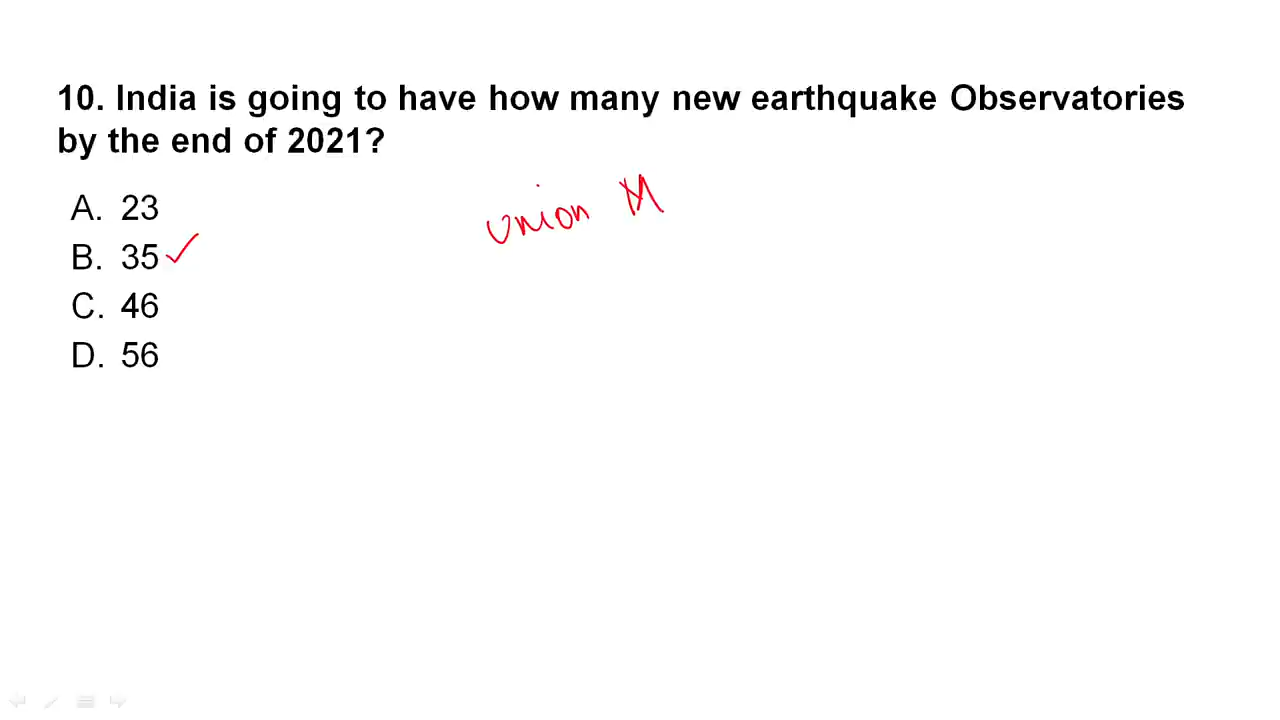 10. India is going to have how many new earthquake Observatories
by the end of 2021?
A. 23
B. 35
C. 46
D. 56
union M